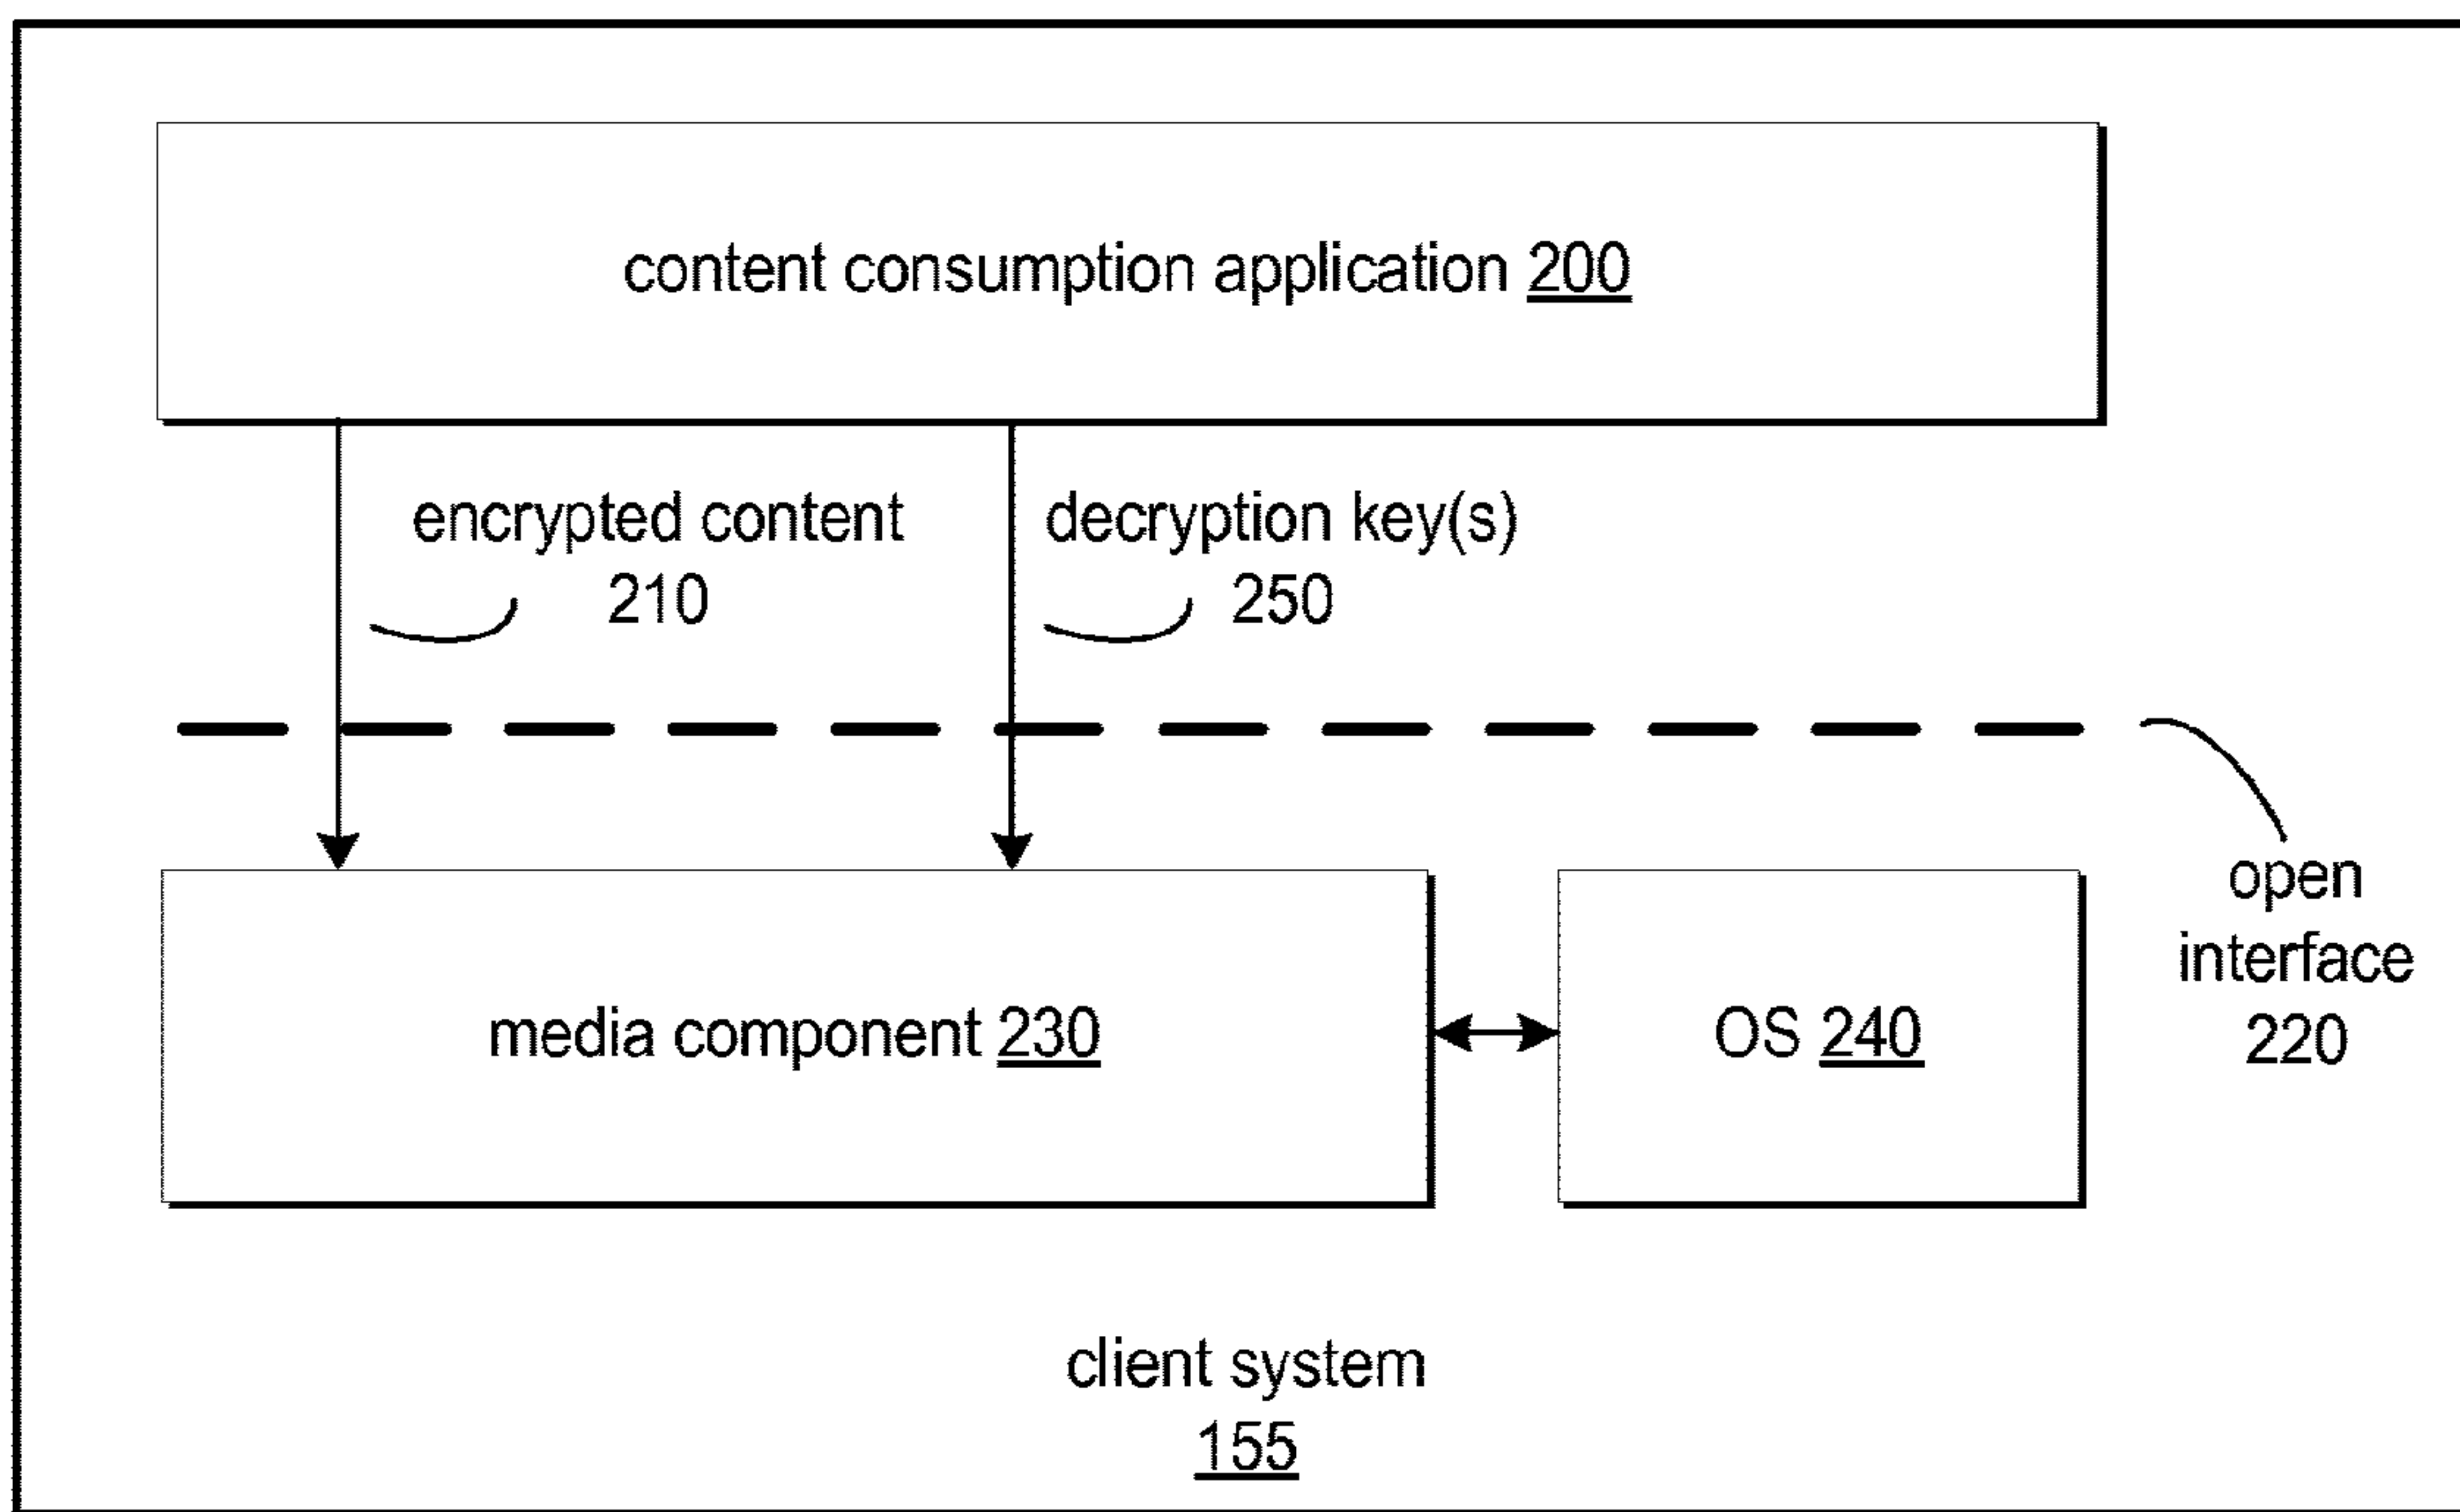 content consumption application 200
encrypted content
210
decryption key(s)
250
open
interface
220
media component 230
OS 240
client system
155